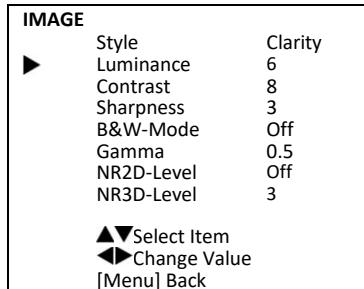 IMAGE
Style Clarity
▶ Luminance 6
Contrast 8
Sharpness 3
B&W-Mode Off
Gamma 0.5
NR2D-Level Off
NR3D-Level 3
▲▼Select Item
◀▶Change Value
[Menu] Back